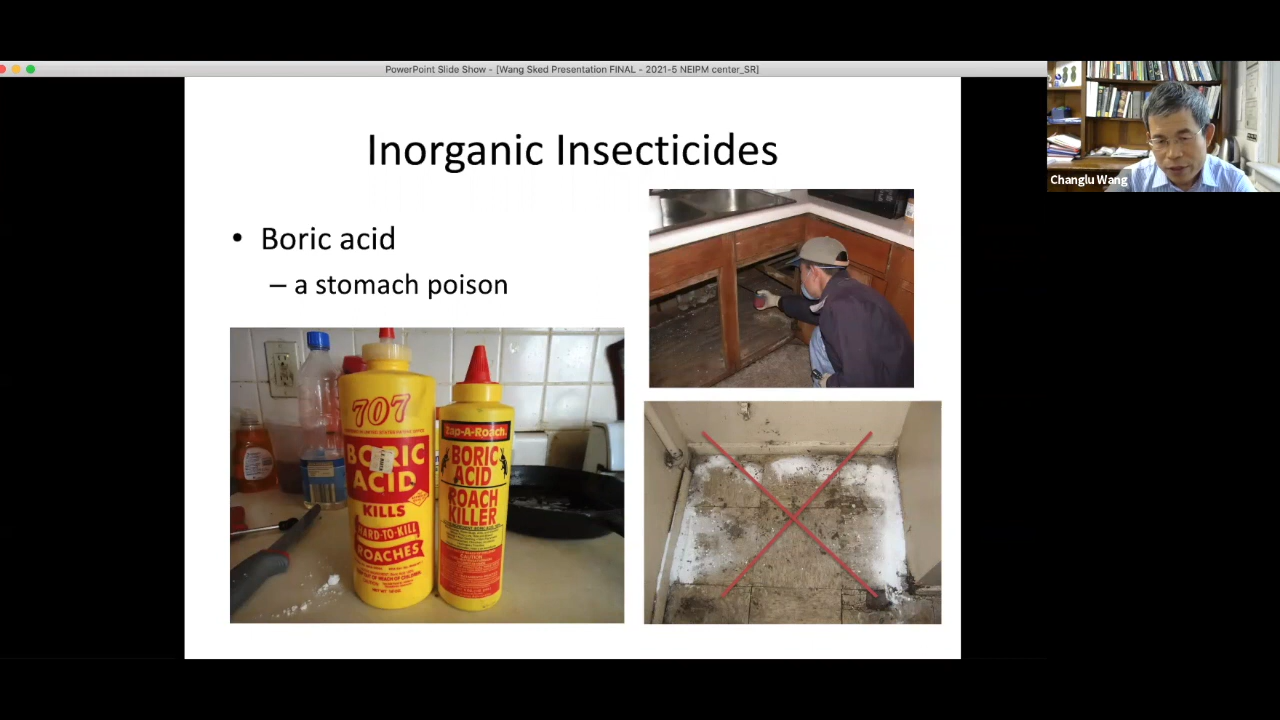 PowerPoint Slide Show - [Wang Sked Presentation FINAL - 2021-5 NEIPM center_SR]
Changlu Wang
Inorganic Insecticides
• Boric acid
– a stomach poison
707
BORIC
ACID
KILLS
HARD-TO-KILL
ROACHES
Zap-A-Roach
BORIC
ACID
ROACH
KILLER
CAUTION